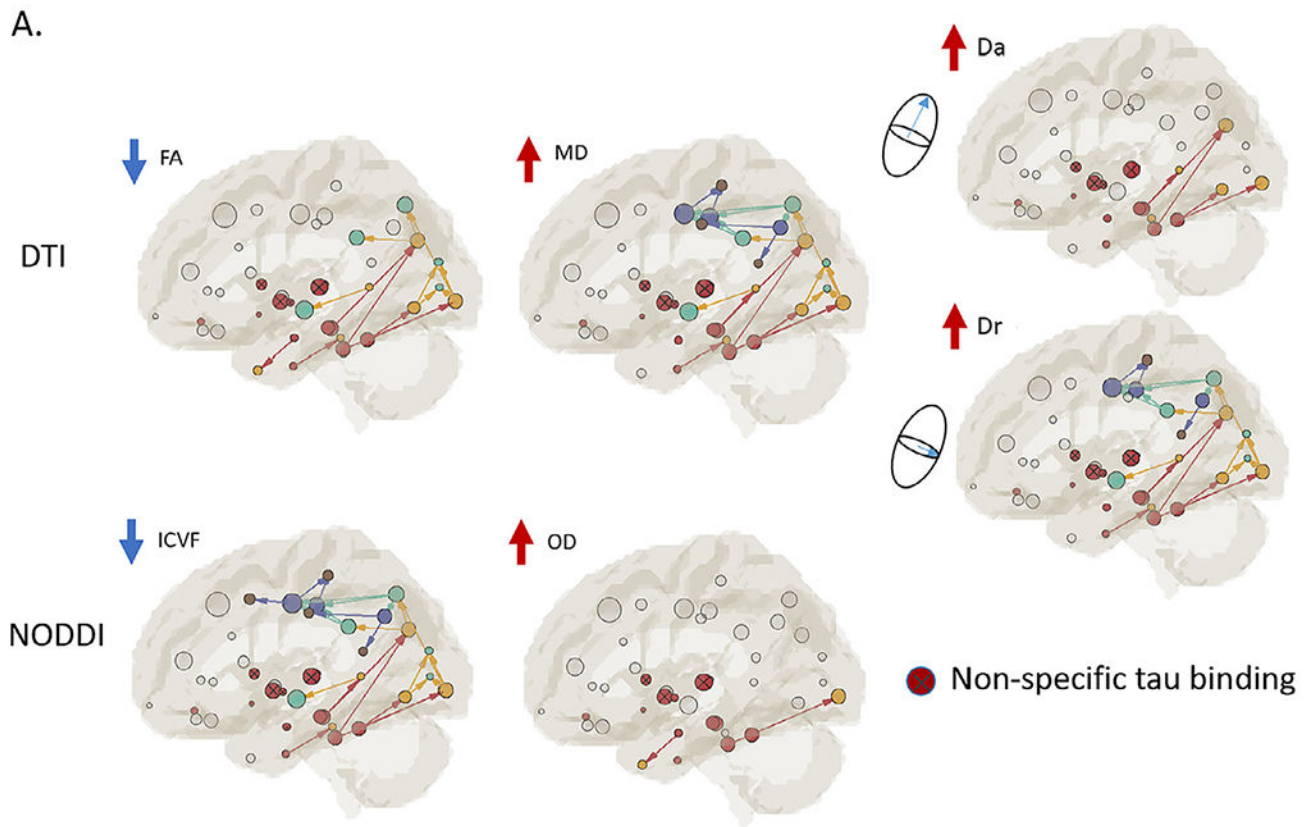 A.
Da
FA
MD
DTI
Dr
ICVF
OD
NODDI
Non-specific tau binding